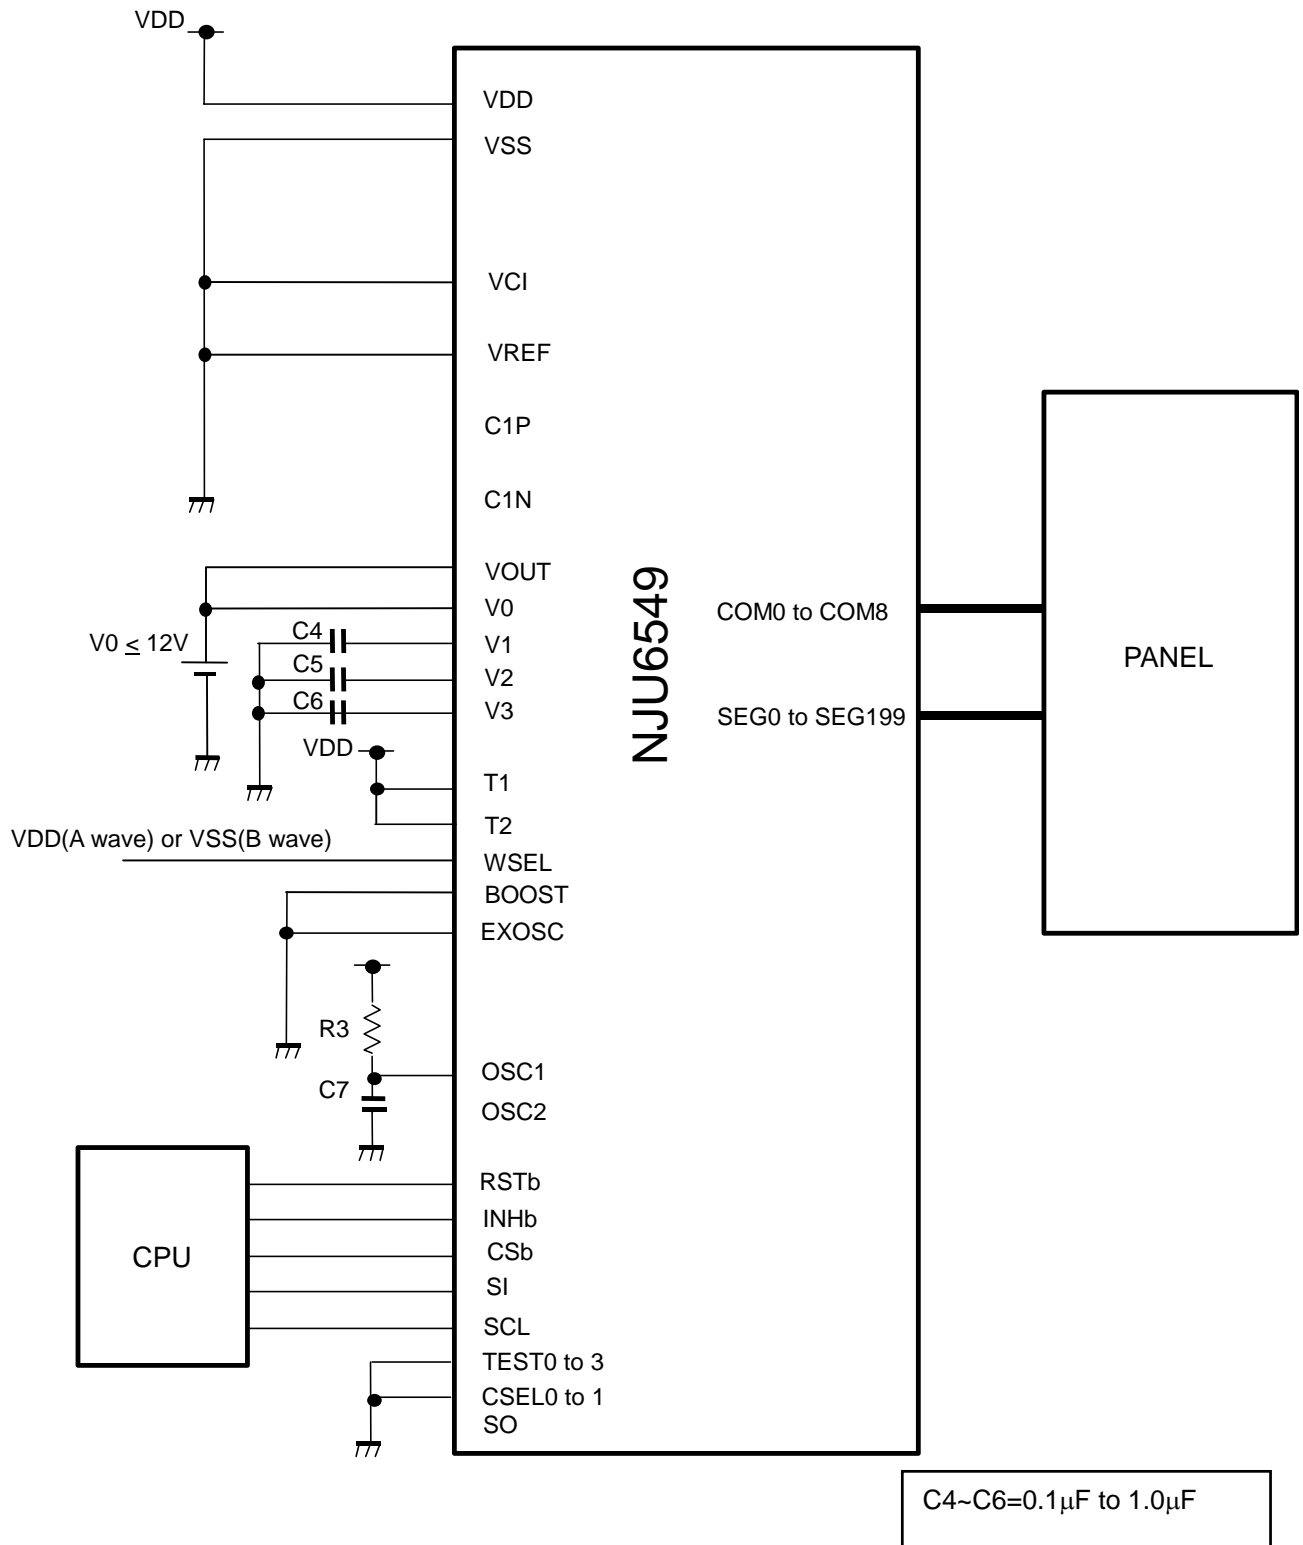 VDD
VDD
VSS
VCI
VREF
C1P
C1N
VOUT
V0
V0 ≤ 12V
C4
V1
C5
V2
C6
V3
VDD
T1
T2
VDD(A wave) or VSS(B wave)
WSEL
BOOST
EXOSC
R3
OSC1
C7
OSC2
NJU6549
COM0 to COM8
SEG0 to SEG199
PANEL
CPU
RSTb
INHb
CSb
SI
SCL
TEST0 to 3
CSEL0 to 1
SO
C4~C6=0.1μF to 1.0μF